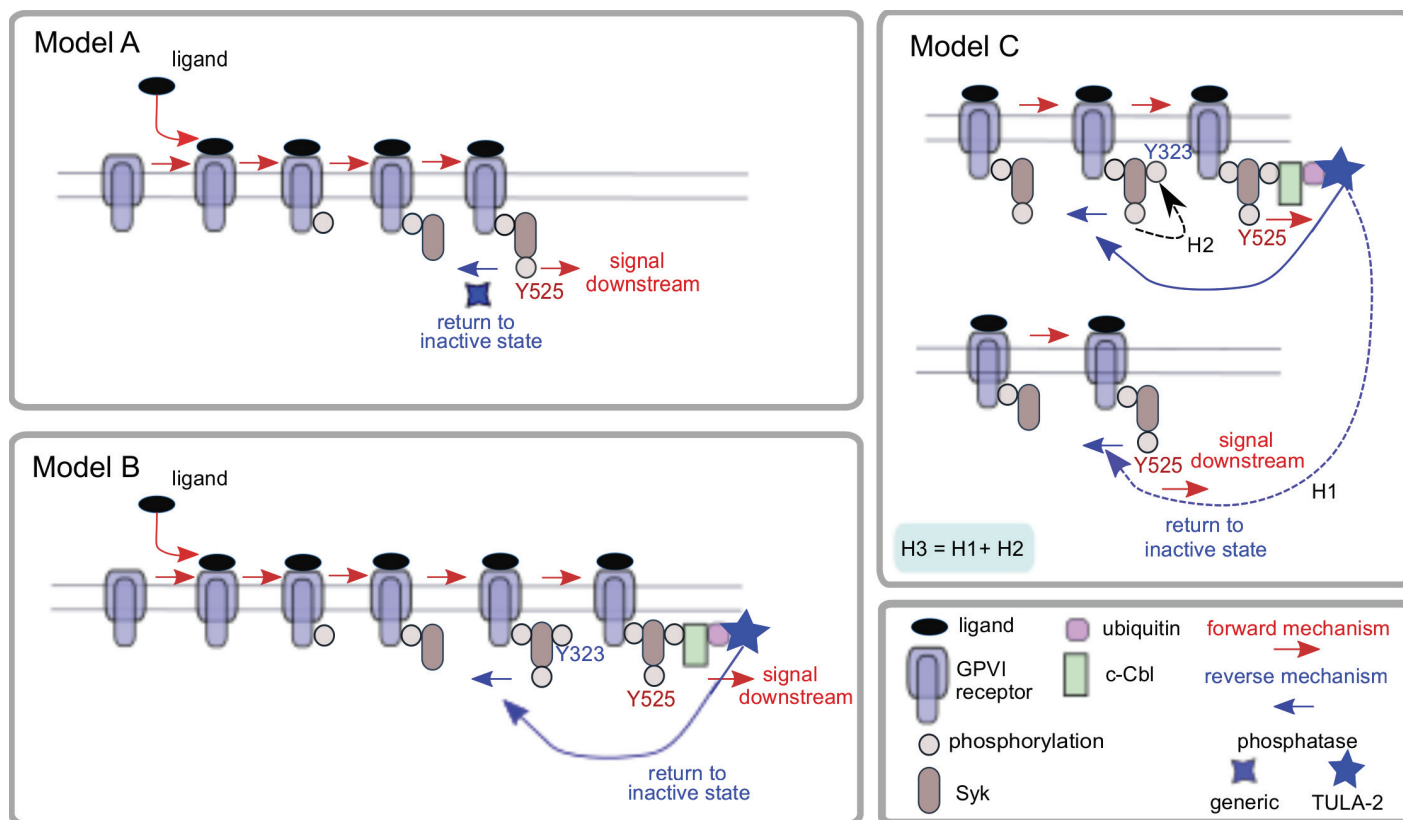 Model A
ligand
Y525
signal
downstream
return to
inactive state
Model B
ligand
Y323
Y525
signal
downstream
return to
inactive state
Model C
Y323
H2
Y525
Y525
signal
downstream
H1
return to
inactive state
H3 = H1+ H2
ligand
GPVI
receptor
phosphorylation
Syk
ubiquitin
c-Cbl
forward mechanism
reverse mechanism
phosphatase
generic
TULA-2